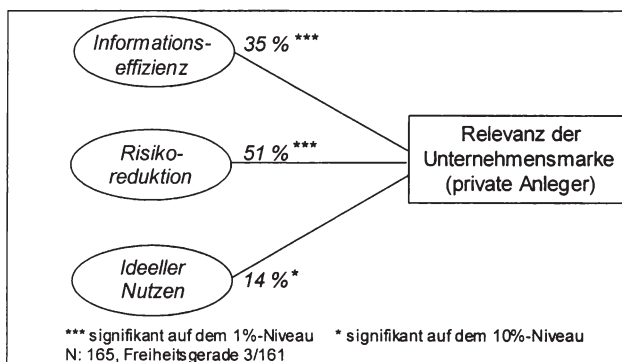 Informations-
effizienz
35 % ***
Risiko-
reduktion
51 % ***
Ideeller
Nutzen
14 % *
Relevanz der
Unternehmensmarke
(private Anleger)
*** signifikant auf dem 1%-Niveau * signifikant auf dem 10%-Niveau
N: 165, Freiheitsgrade 3/161